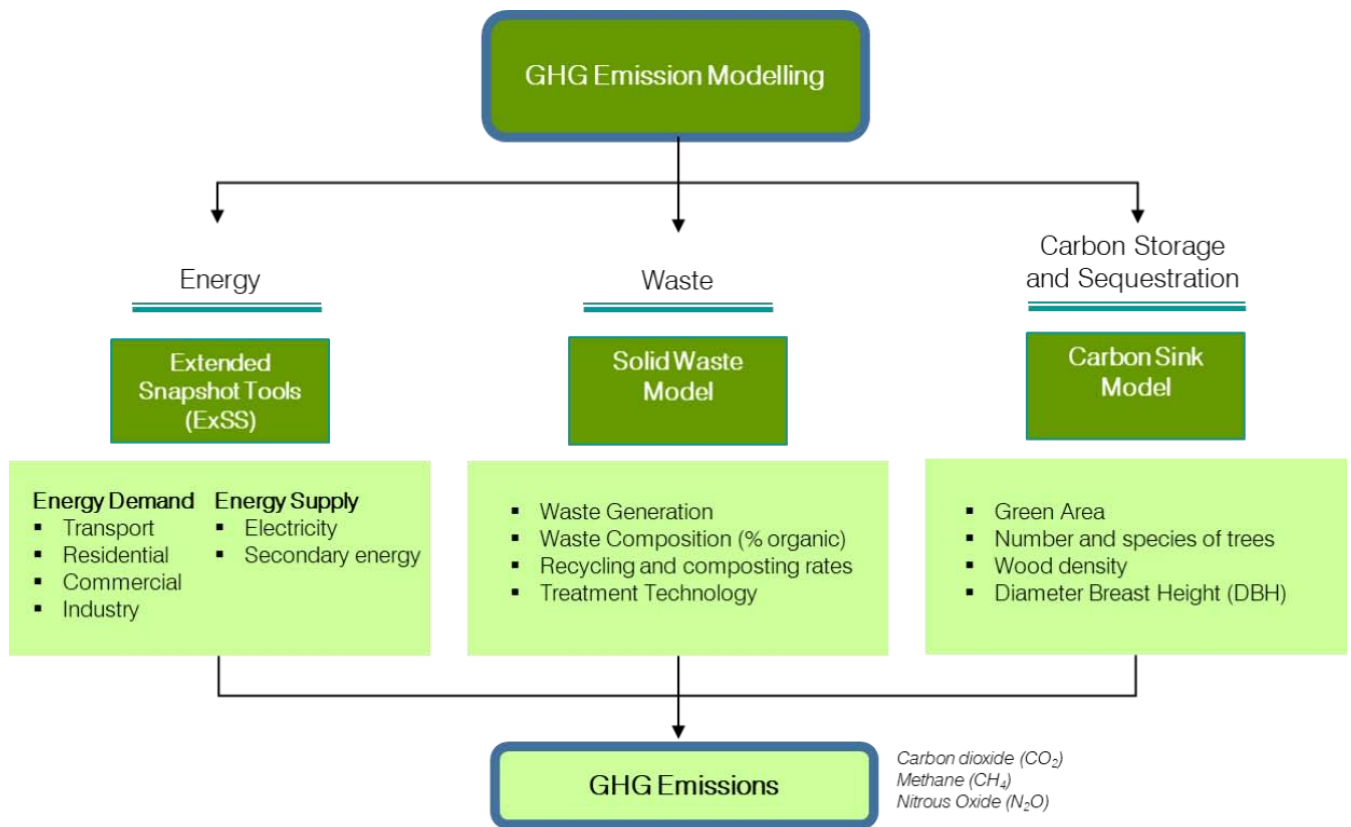 GHG Emission Modelling
Energy
Waste
Carbon Storage
and Sequestration
Extended
Snapshot Tools
(ExSS)
Solid Waste
Model
Carbon Sink
Model
Energy Demand
▪ Transport
▪ Residential
▪ Commercial
▪ Industry
Energy Supply
▪ Electricity
▪ Secondary energy
▪ Waste Generation
▪ Waste Composition (% organic)
▪ Recycling and composting rates
▪ Treatment Technology
▪ Green Area
▪ Number and species of trees
▪ Wood density
▪ Diameter Breast Height (DBH)
GHG Emissions
Carbon dioxide (CO₂)
Methane (CH₄)
Nitrous Oxide (N₂O)